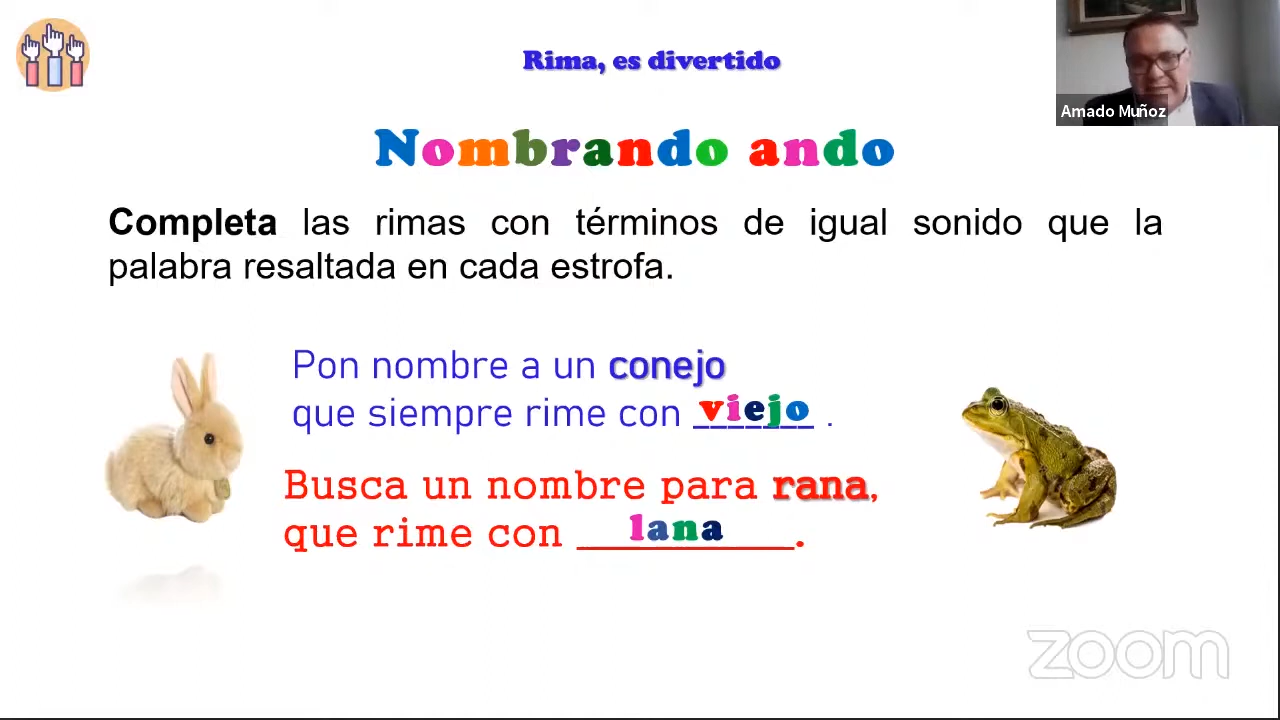 Rima, es divertido
Amado Muñoz
Nombrando ando
Completa las rimas con términos de igual sonido que la
palabra resaltada en cada estrofa.
Pon nombre a un conejo
que siempre rime con viejo .
Busca un nombre para rana,
que rime con lana.
zoom